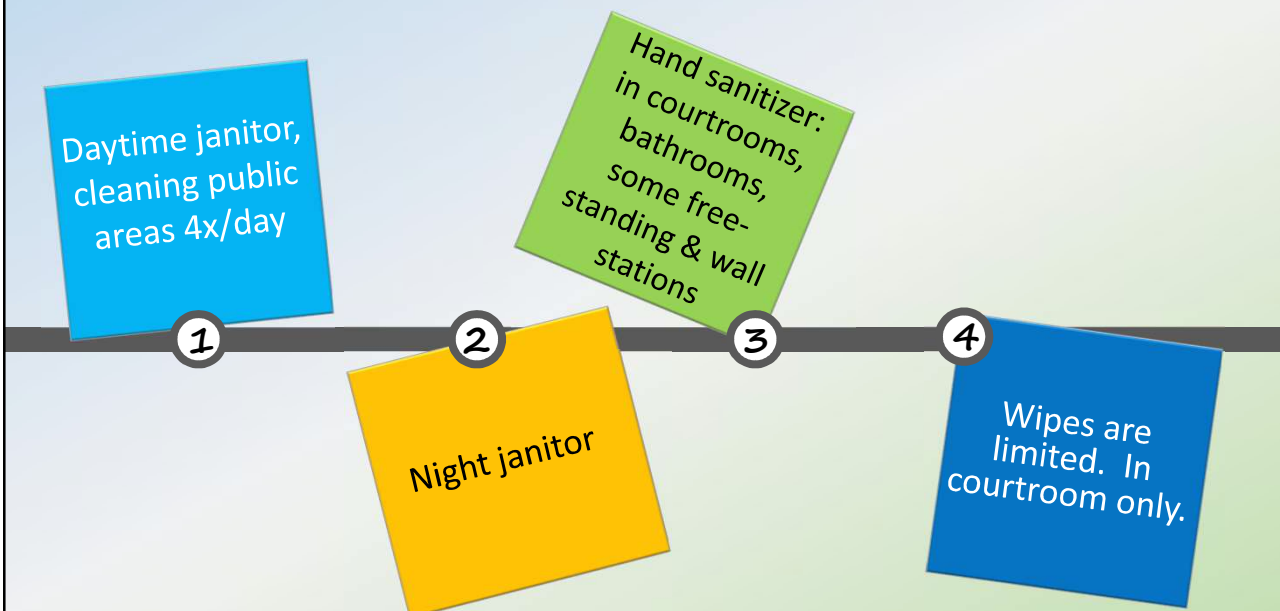 Daytime janitor,
cleaning public
areas 4x/day
1
2
Night janitor
Hand sanitizer:
in courtrooms,
bathrooms,
some free-
standing & wall
stations
3
4
Wipes are
limited.  In
courtroom only.